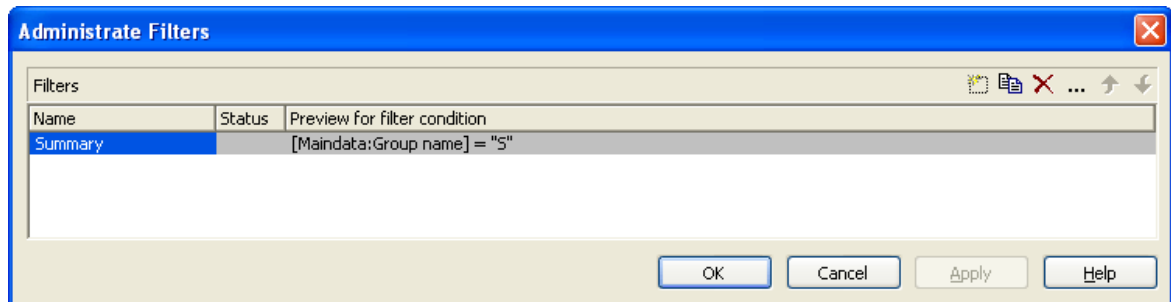 Administrate Filters
Filters ...
Name Status Preview for filter condition
Summary [Maindata:Group name] = "S"
OK Cancel Apply Help